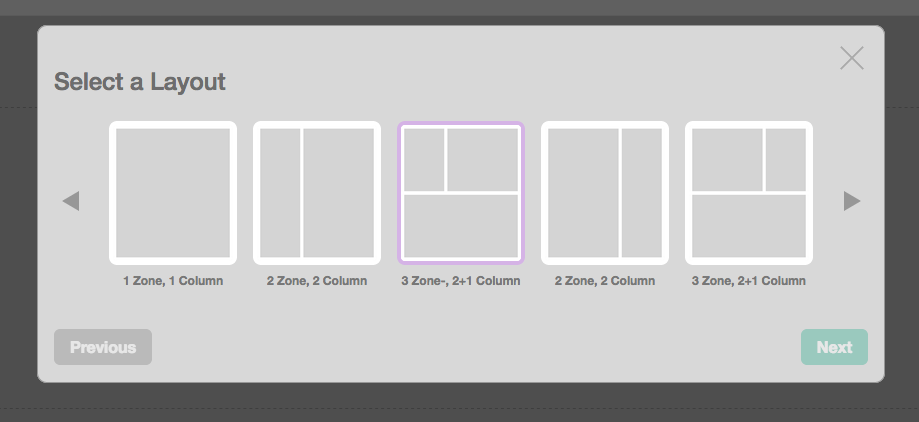 Select a Layout
1 Zone, 1 Column
2 Zone, 2 Column
3 Zone-, 2+1 Column
2 Zone, 2 Column
3 Zone, 2+1 Column
Previous
Next